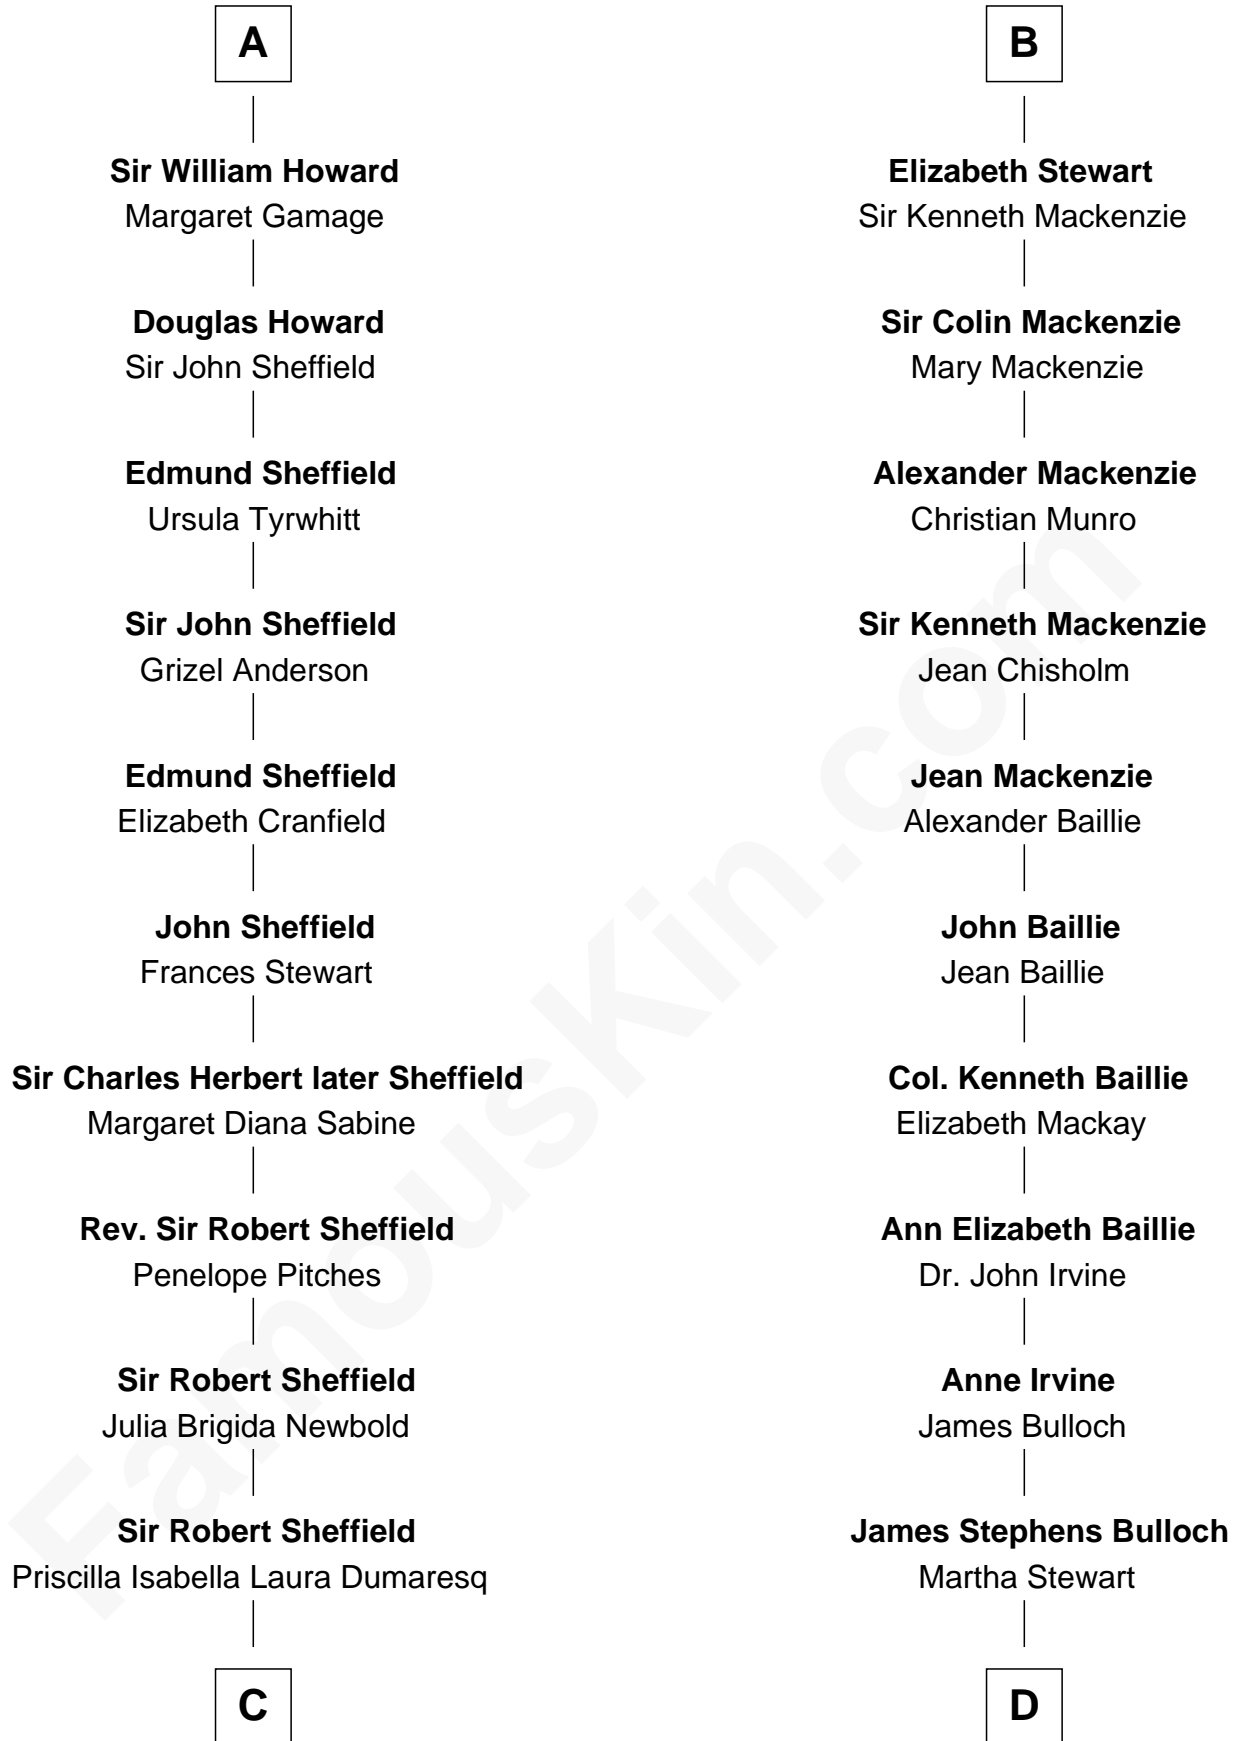 A
Sir William Howard
Margaret Gamage
Douglas Howard
Sir John Sheffield
Edmund Sheffield
Ursula Tyrwhitt
Sir John Sheffield
Grizel Anderson
Edmund Sheffield
Elizabeth Cranfield
John Sheffield
Frances Stewart
Sir Charles Herbert later Sheffield
Margaret Diana Sabine
Rev. Sir Robert Sheffield
Penelope Pitches
Sir Robert Sheffield
Julia Brigida Newbold
Sir Robert Sheffield
Priscilla Isabella Laura Dumaresq
C
B
Elizabeth Stewart
Sir Kenneth Mackenzie
Sir Colin Mackenzie
Mary Mackenzie
Alexander Mackenzie
Christian Munro
Sir Kenneth Mackenzie
Jean Chisholm
Jean Mackenzie
Alexander Baillie
John Baillie
Jean Baillie
Col. Kenneth Baillie
Elizabeth Mackay
Ann Elizabeth Baillie
Dr. John Irvine
Anne Irvine
James Bulloch
James Stephens Bulloch
Martha Stewart
D
FamousKin.com